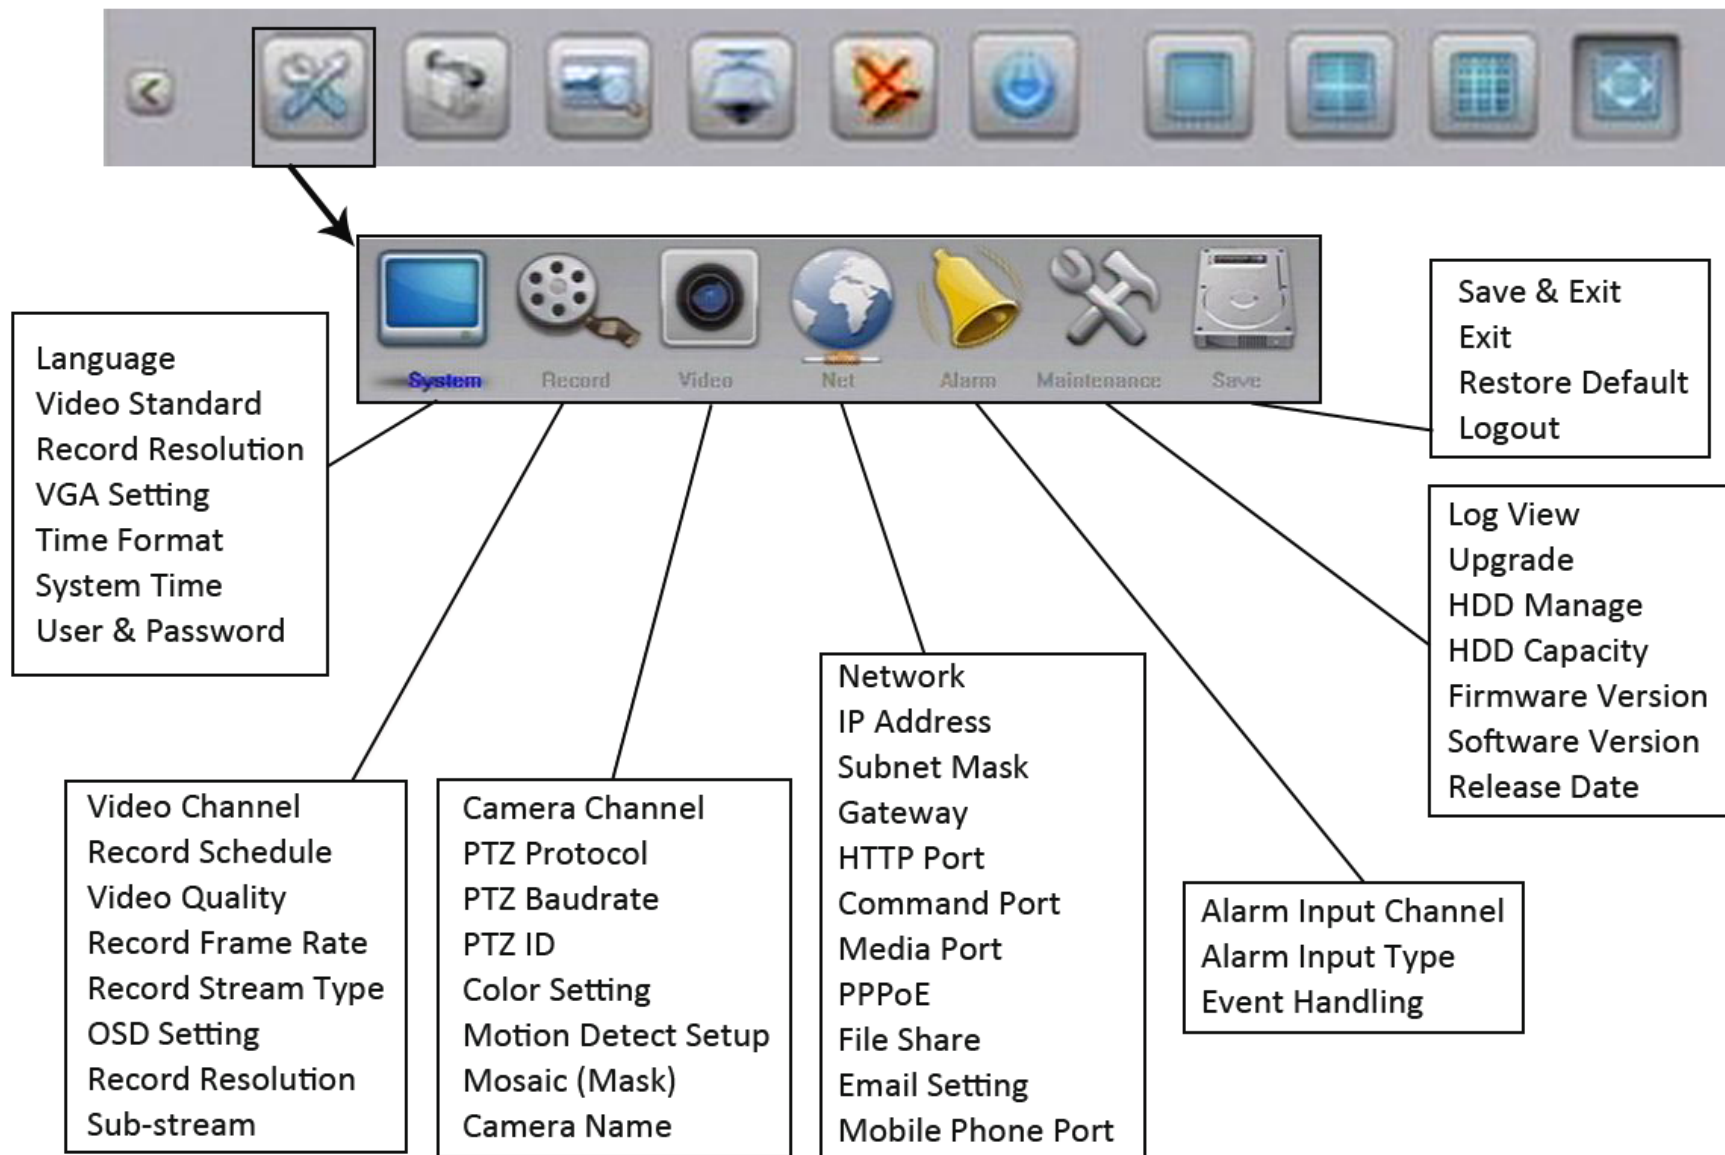 System
Record
Video
Net
Alarm
Maintenance
Save
Language
Video Standard
Record Resolution
VGA Setting
Time Format
System Time
User & Password
Video Channel
Record Schedule
Video Quality
Record Frame Rate
Record Stream Type
OSD Setting
Record Resolution
Sub-stream
Camera Channel
PTZ Protocol
PTZ Baudrate
PTZ ID
Color Setting
Motion Detect Setup
Mosaic (Mask)
Camera Name
Network
IP Address
Subnet Mask
Gateway
HTTP Port
Command Port
Media Port
PPPoE
File Share
Email Setting
Mobile Phone Port
Alarm Input Channel
Alarm Input Type
Event Handling
Log View
Upgrade
HDD Manage
HDD Capacity
Firmware Version
Software Version
Release Date
Save & Exit
Exit
Restore Default
Logout